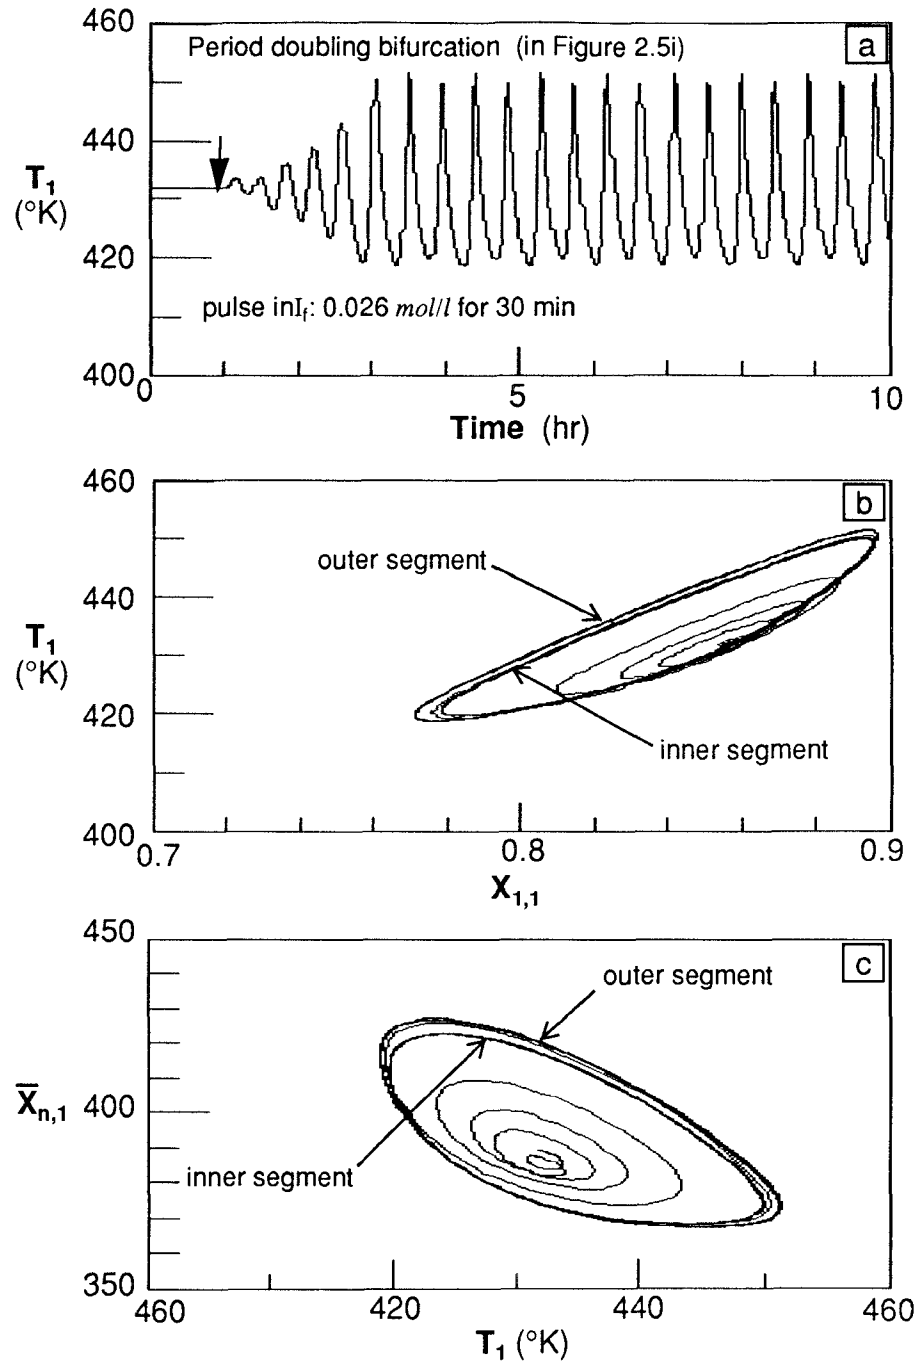 460
Period doubling bifurcation (in Figure 2.5i)
a
440
T1
(°K)
420
pulse inIf: 0.026 mol/l for 30 min
400
0
5
10
Time (hr)
460
b
outer segment
440
T1
(°K)
420
inner segment
400
0.7
0.8
0.9
X1,1
450
c
outer segment
X̅n,1
400
inner segment
350
460
420
440
460
T1 (°K)